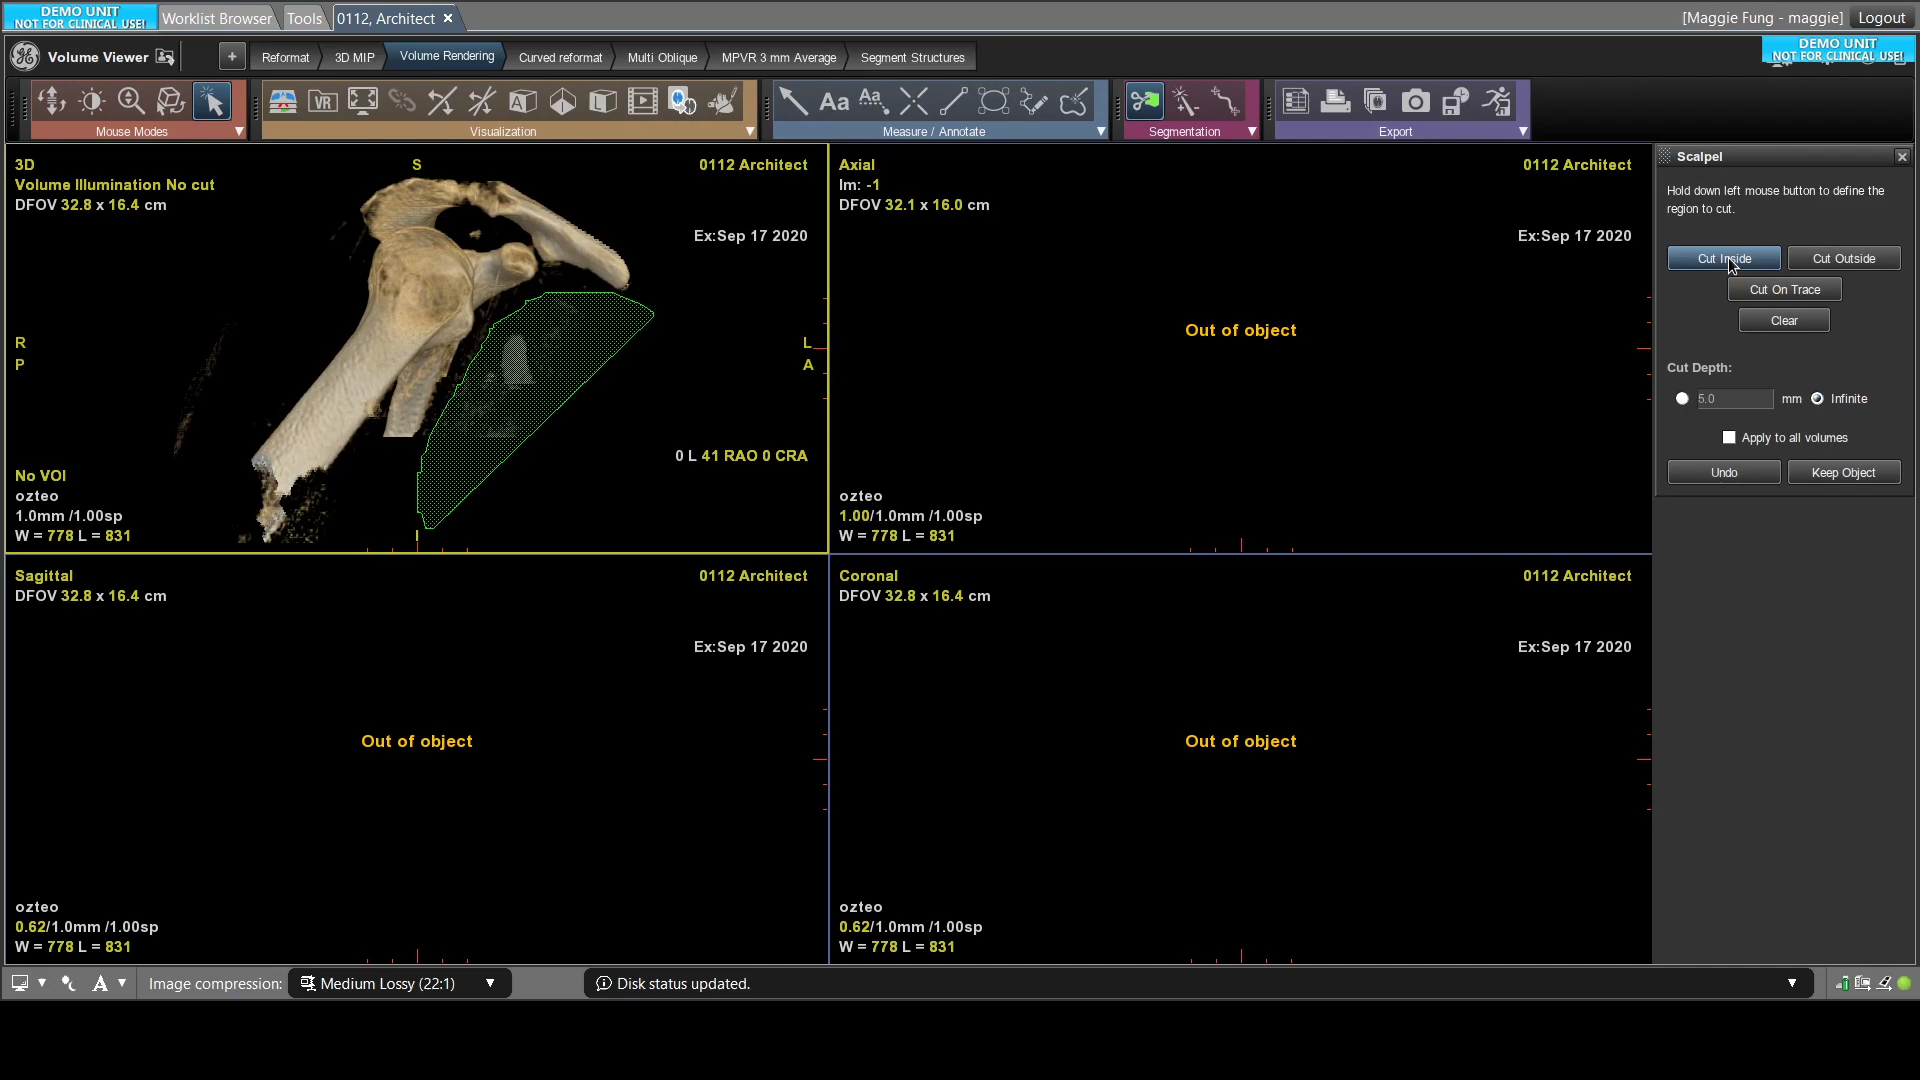 DEMO UNIT
NOT FOR CLINICAL USE!
Worklist Browser
Tools
0112, Architect
[Maggie Fung - maggie]
Logout
Volume Viewer
Reformat
3D MIP
Volume Rendering
Curved reformat
Multi Oblique
MPVR 3 mm Average
Segment Structures
DEMO UNIT
NOT FOR CLINICAL USE!
VR
Aa
Aa
Mouse Modes
Visualization
Measure / Annotate
Segmentation
Export
3D
Volume Illumination No cut
DFOV 32.8 x 16.4 cm
S
0112 Architect
Ex:Sep 17 2020
R
P
L
A
0 L 41 RAO 0 CRA
No VOI
ozteo
1.0mm /1.00sp
W = 778 L = 831
I
Axial
Im: -1
DFOV 32.1 x 16.0 cm
0112 Architect
Ex:Sep 17 2020
Out of object
ozteo
1.00/1.0mm /1.00sp
W = 778 L = 831
Scalpel
Hold down left mouse button to define the
region to cut.
Cut Inside
Cut Outside
Cut On Trace
Clear
Cut Depth:
5.0
mm
Infinite
Apply to all volumes
Undo
Keep Object
Sagittal
DFOV 32.8 x 16.4 cm
0112 Architect
Ex:Sep 17 2020
Out of object
ozteo
0.62/1.0mm /1.00sp
W = 778 L = 831
Coronal
DFOV 32.8 x 16.4 cm
0112 Architect
Ex:Sep 17 2020
Out of object
ozteo
0.62/1.0mm /1.00sp
W = 778 L = 831
A
Image compression:
Medium Lossy (22:1)
Disk status updated.